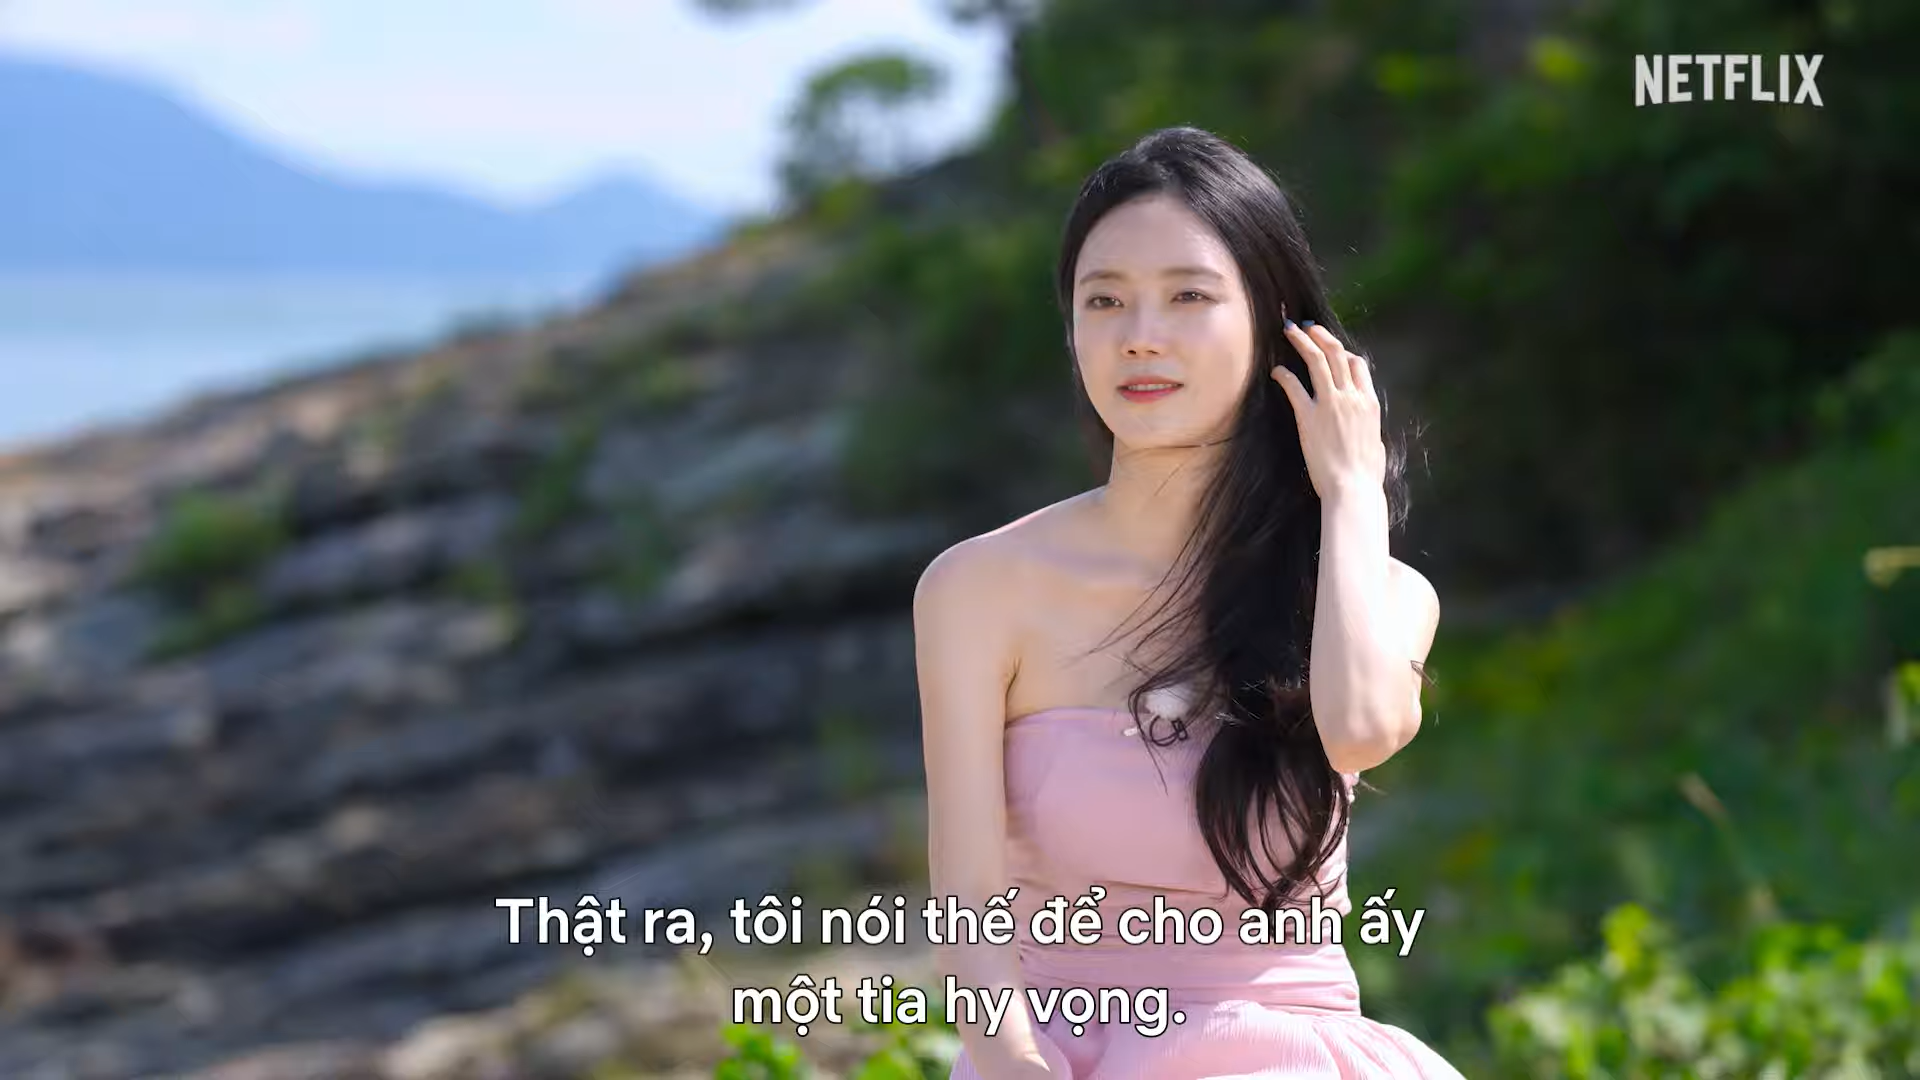 NETFLIX
Thật ra, tôi nói thế để cho anh ấy
một tia hy vọng.